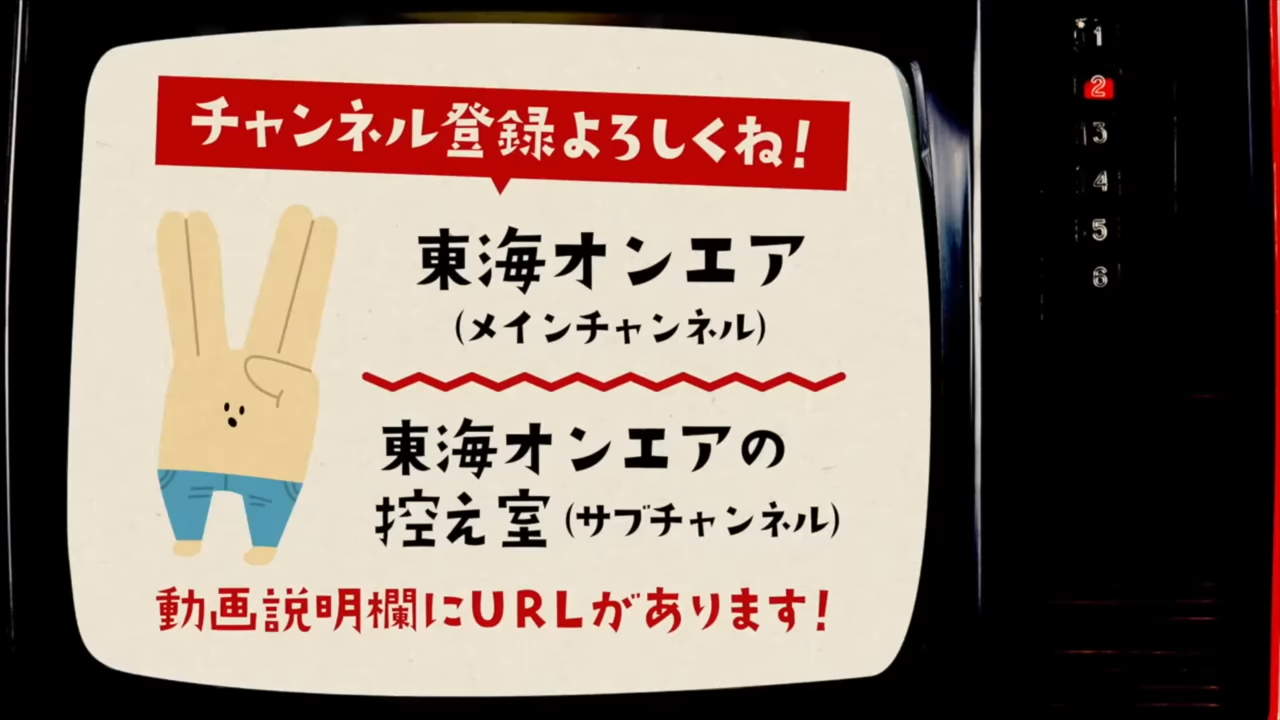 チャンネル登録よろしくね!
東海オンエア
(メインチャンネル)
東海オンエアの
控え室(サブチャンネル)
動画説明欄にURLがあります!
1
2
3
4
5
6